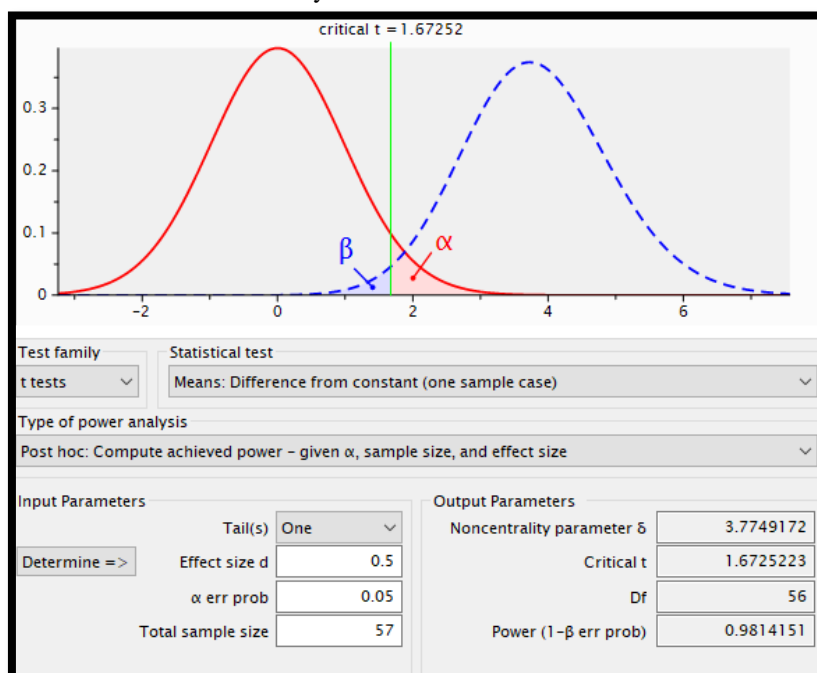 critical t = 1.67252
0.3
0.2
0.1
0
β
α
-2
0
2
4
6
Test family
Statistical test
t tests
Means: Difference from constant (one sample case)
Type of power analysis
Post hoc: Compute achieved power – given α, sample size, and effect size
Input Parameters
Output Parameters
Tail(s) One
Noncentrality parameter δ 3.7749172
Determine => Effect size d 0.5
Critical t 1.6725223
α err prob 0.05
Df 56
Total sample size 57
Power (1-β err prob) 0.9814151